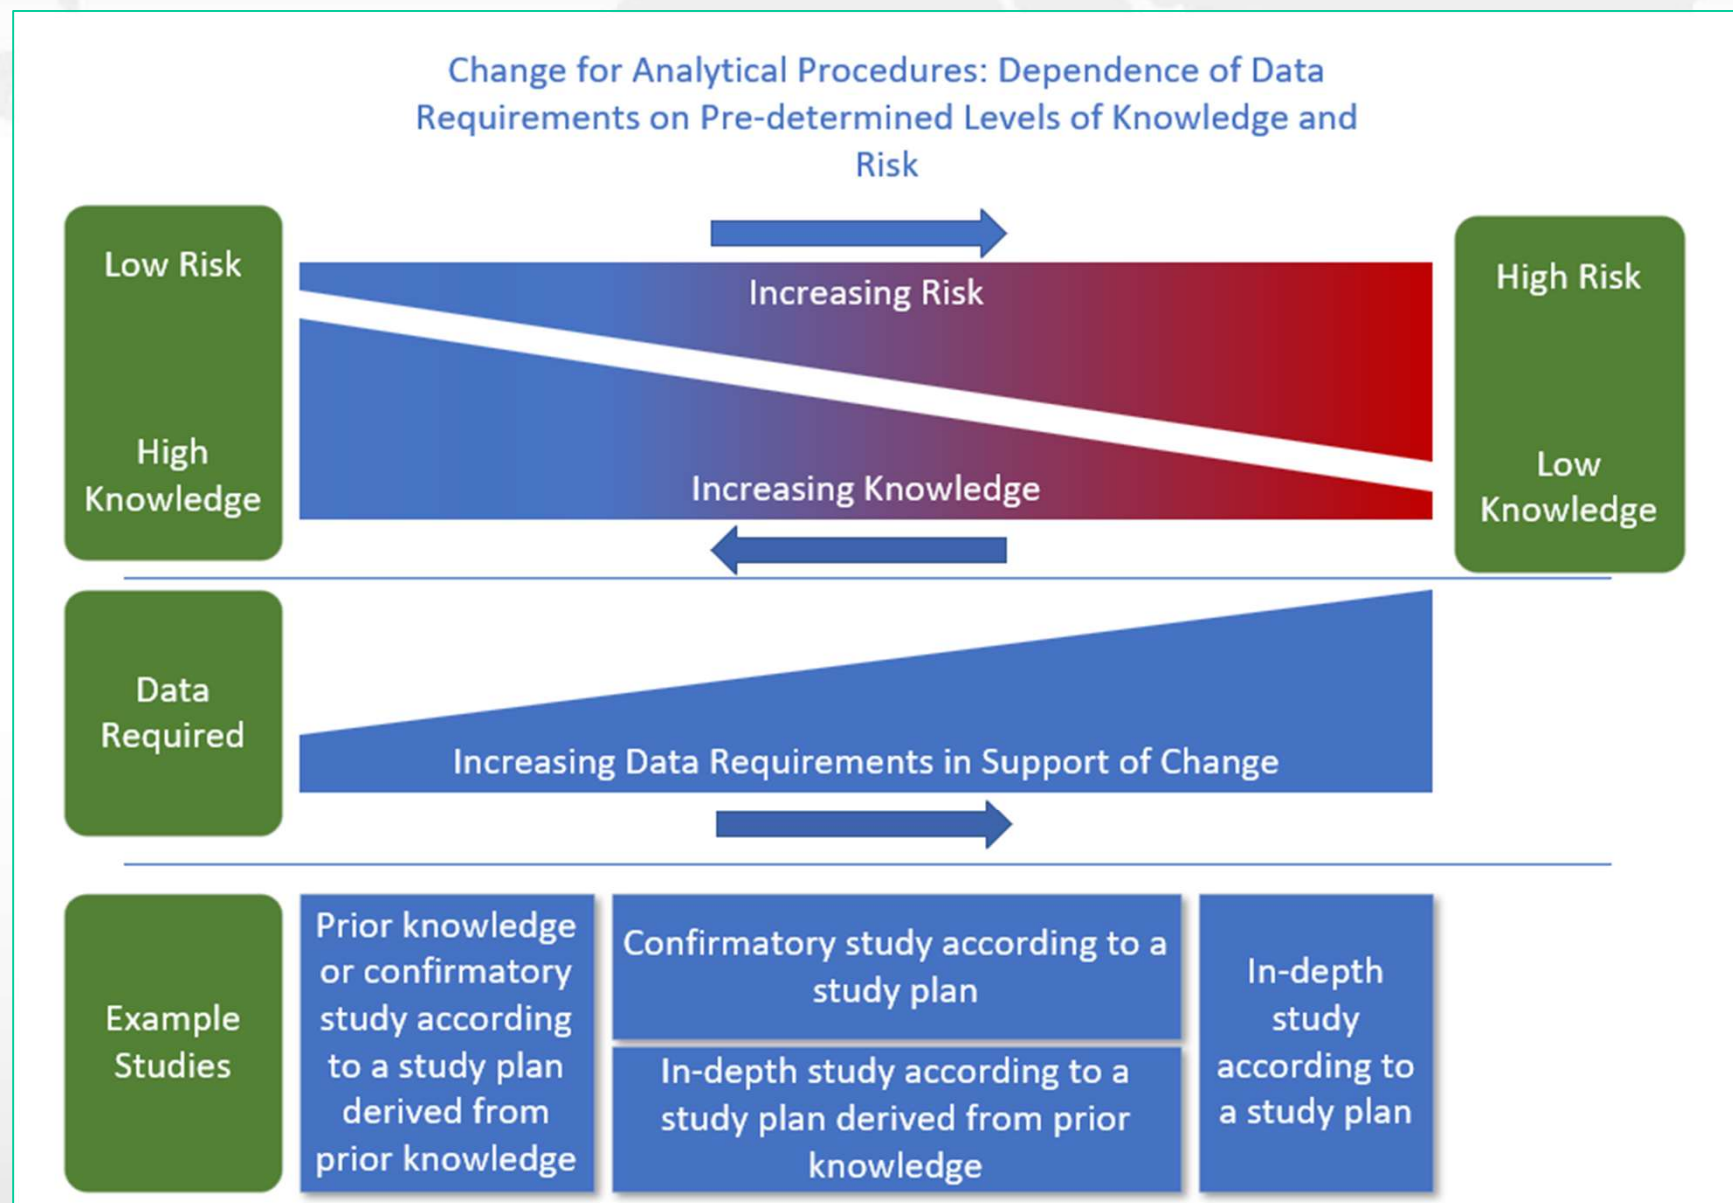 Change for Analytical Procedures: Dependence of Data
Requirements on Pre-determined Levels of Knowledge and
Risk
Low Risk
High
Knowledge
Increasing Risk
Increasing Knowledge
High Risk
Low
Knowledge
Data
Required
Increasing Data Requirements in Support of Change
Example
Studies
Prior knowledge
or confirmatory
study according
to a study plan
derived from
prior knowledge
Confirmatory study according to a
study plan
In-depth study according to a
study plan derived from prior
knowledge
In-depth
study
according to
a study plan